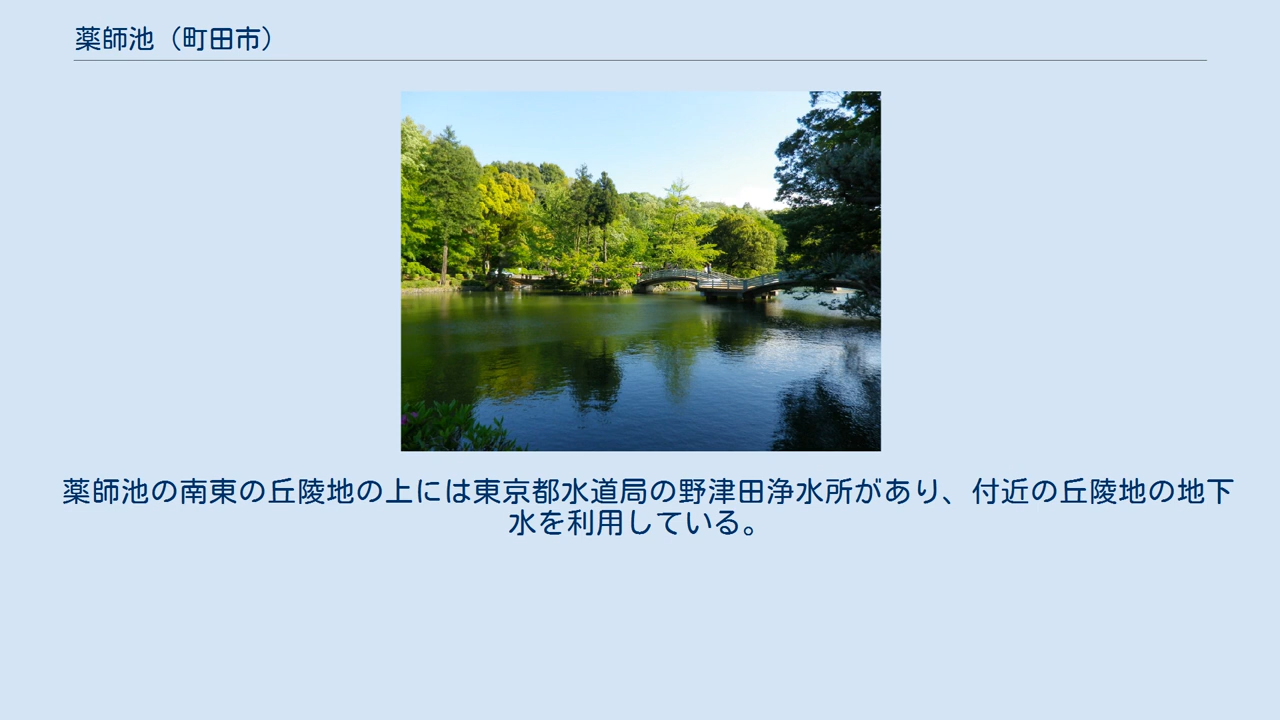 薬師池（町田市）
薬師池の南東の丘陵地の上には東京都水道局の野津田浄水所があり、付近の丘陵地の地下
水を利用している。